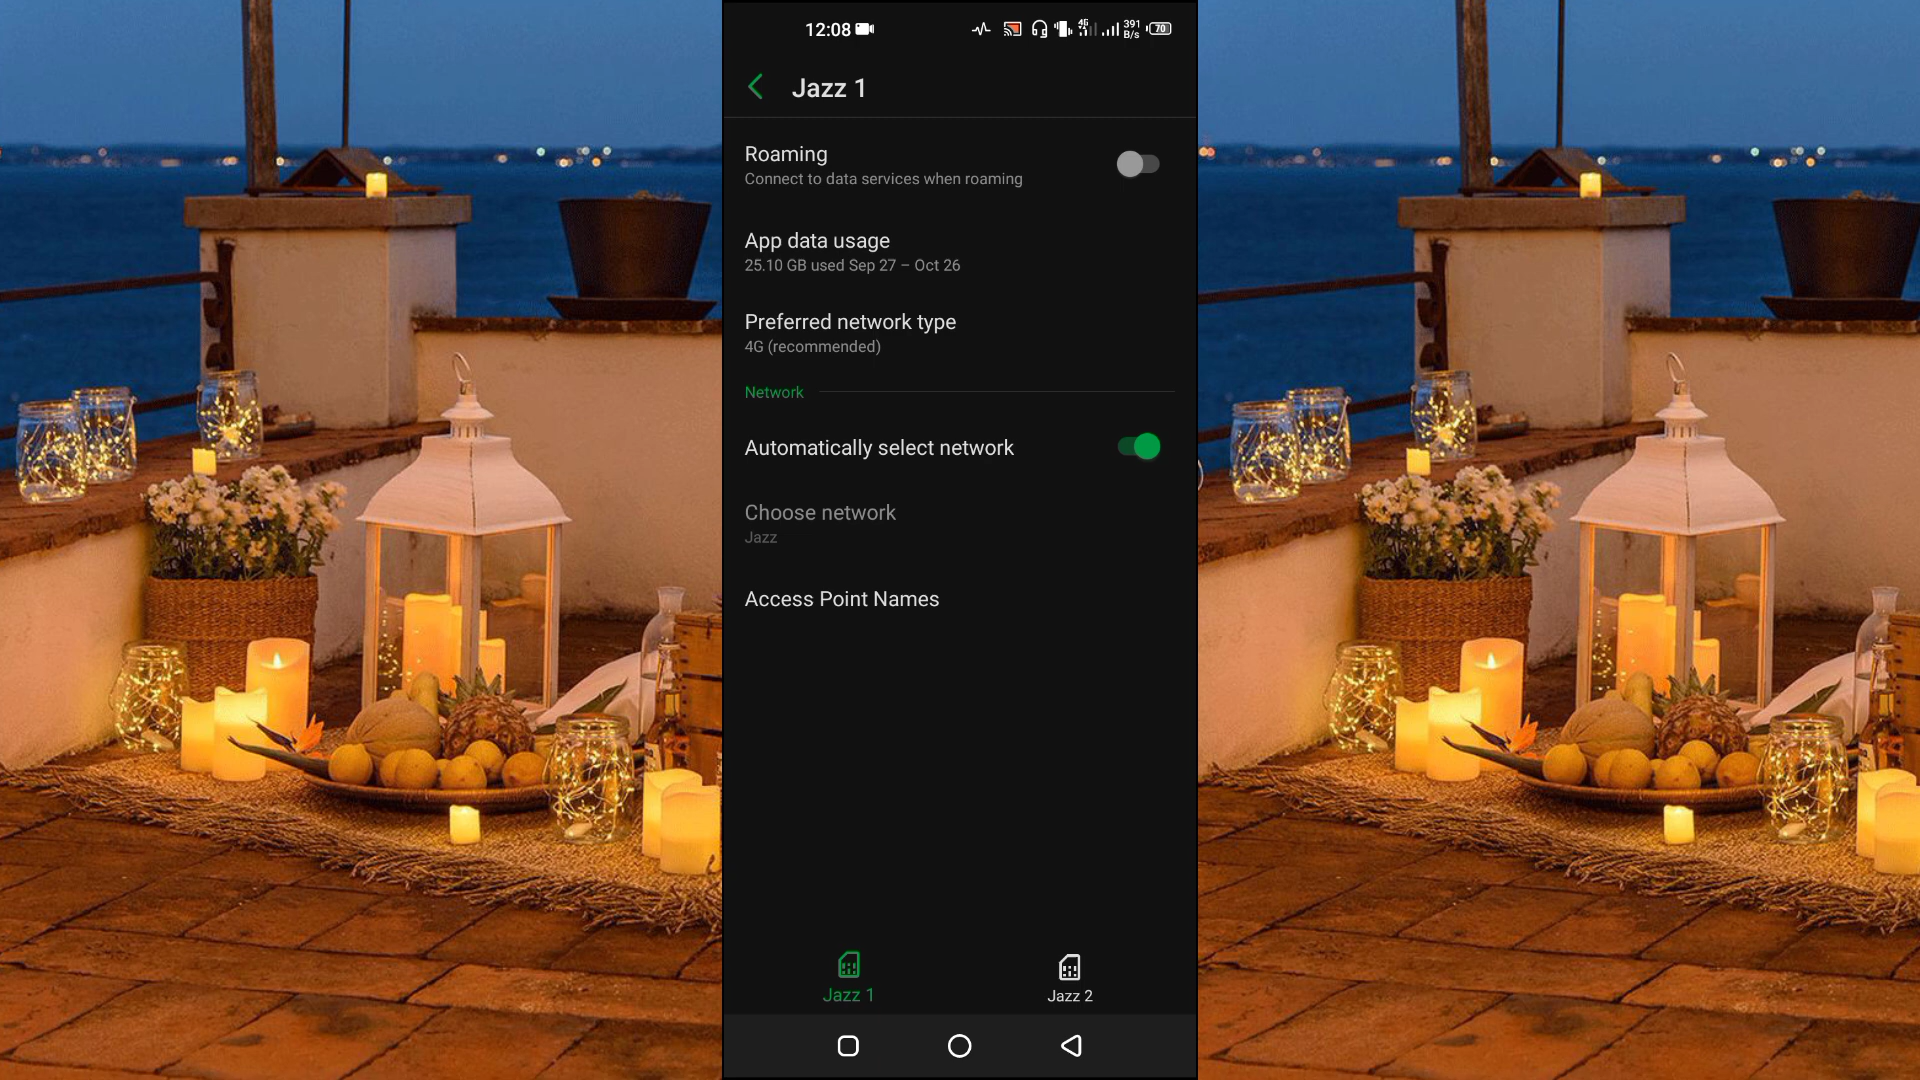 12:08
4G
391
B/s
70
Jazz 1
Roaming
Connect to data services when roaming
App data usage
25.10 GB used Sep 27 – Oct 26
Preferred network type
4G (recommended)
Network
Automatically select network
Choose network
Jazz
Access Point Names
Jazz 1
Jazz 2